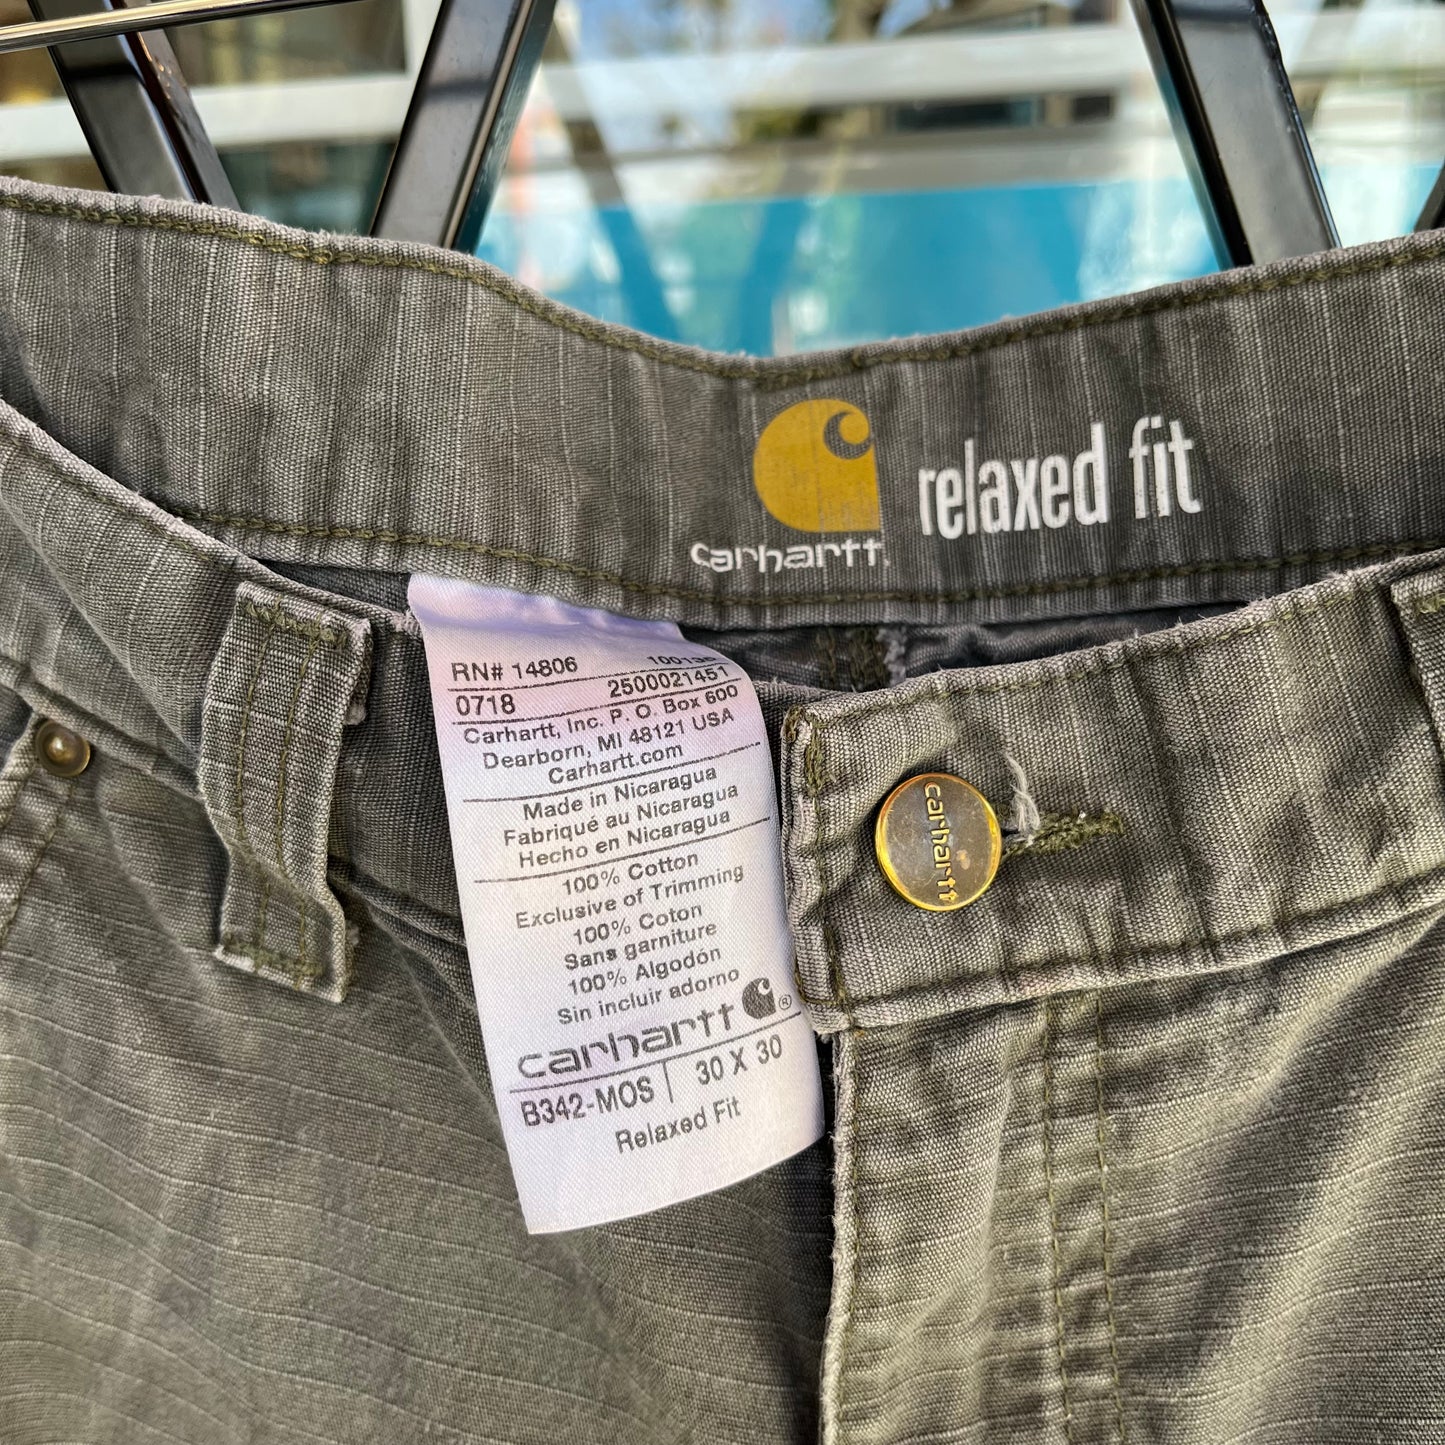 carhartt.
relaxed fit
RN# 14806
0718 2500021451
Carhartt, Inc. P. O. Box 600
Dearborn, MI 48121 USA
Carhartt.com
Made in Nicaragua
Fabriqué au Nicaragua
Hecho en Nicaragua
100% Cotton
Exclusive of Trimming
100% Coton
Sans garniture
100% Algodón
Sin incluir adorno
carhartt ®
B342-MOS 30 X 30
Relaxed Fit
carhartt